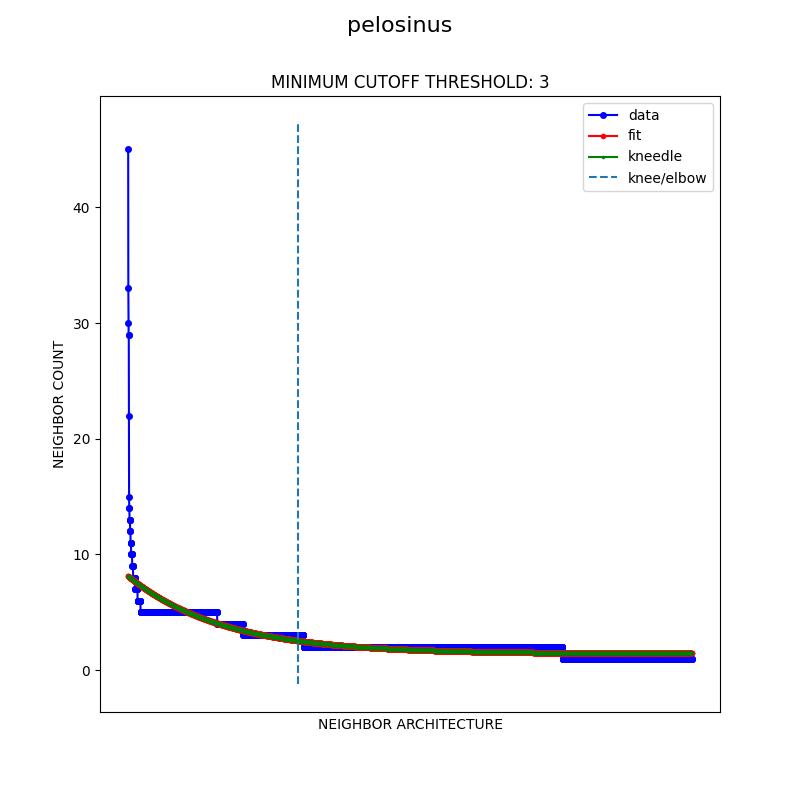 pelosinus
MINIMUM CUTOFF THRESHOLD: 3
data
fit
kneedle
knee/elbow
40
30
20
10
0
NEIGHBOR COUNT
NEIGHBOR ARCHITECTURE